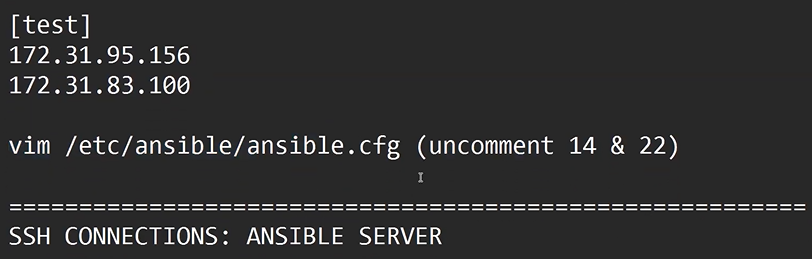 [test]
172.31.95.156
172.31.83.100
vim /etc/ansible/ansible.cfg (uncomment 14 & 22)
=========================================================
SSH CONNECTIONS: ANSIBLE SERVER